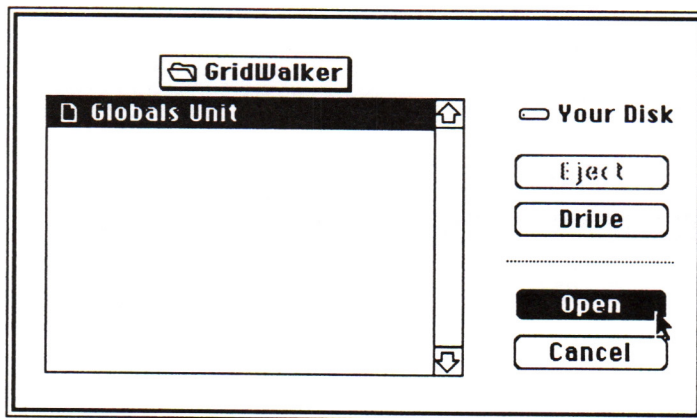 GridWalker
Globals Unit
Your Disk
Eject
Drive
Open
Cancel